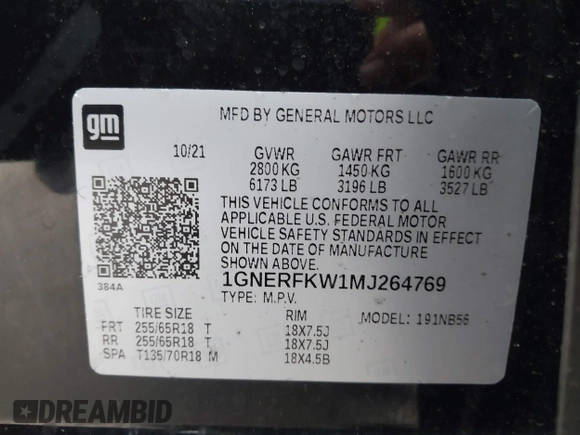 gm
MFD BY GENERAL MOTORS LLC
10/21 GVWR GAWR FRT GAWR RR
2800 KG 1450 KG 1600 KG
6173 LB 3196 LB 3527 LB
THIS VEHICLE CONFORMS TO ALL
APPLICABLE U.S. FEDERAL MOTOR
VEHICLE SAFETY STANDARDS IN EFFECT
ON THE DATE OF MANUFACTURE
SHOWN ABOVE.
384A
1GNERFKW1MJ264769
TYPE: M.P.V.
TIRE SIZE RIM MODEL: 191NB56
FRT 255/65R18 T 18X7.5J
RR 255/65R18 T 18X7.5J
SPA T135/70R18 M 18X4.5B
DREAMBID